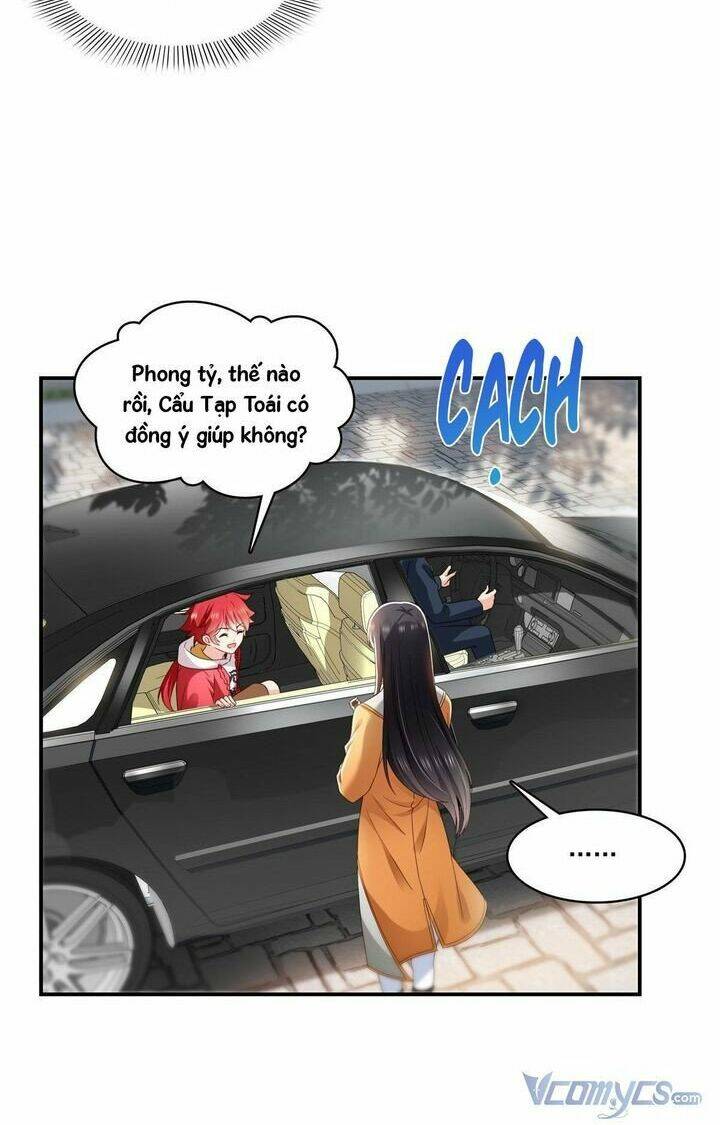 Phong tỷ, thế nào
rồi, Cẩu Tạp Toái có
đồng ý giúp không?
CẠCH
......
Vcomycs.com